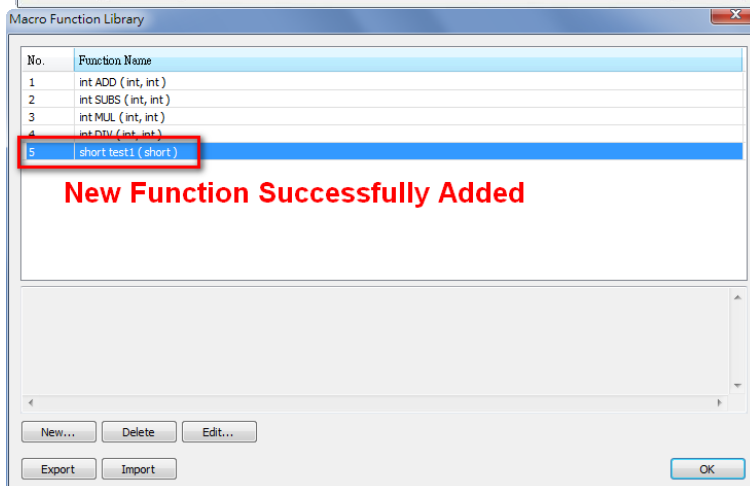 Macro Function Library
No. Function Name
1 int ADD ( int, int )
2 int SUBS ( int, int )
3 int MUL ( int, int )
4 int DIV ( int, int )
5 short test1 ( short )
New Function Successfully Added
New... Delete Edit...
Export Import OK